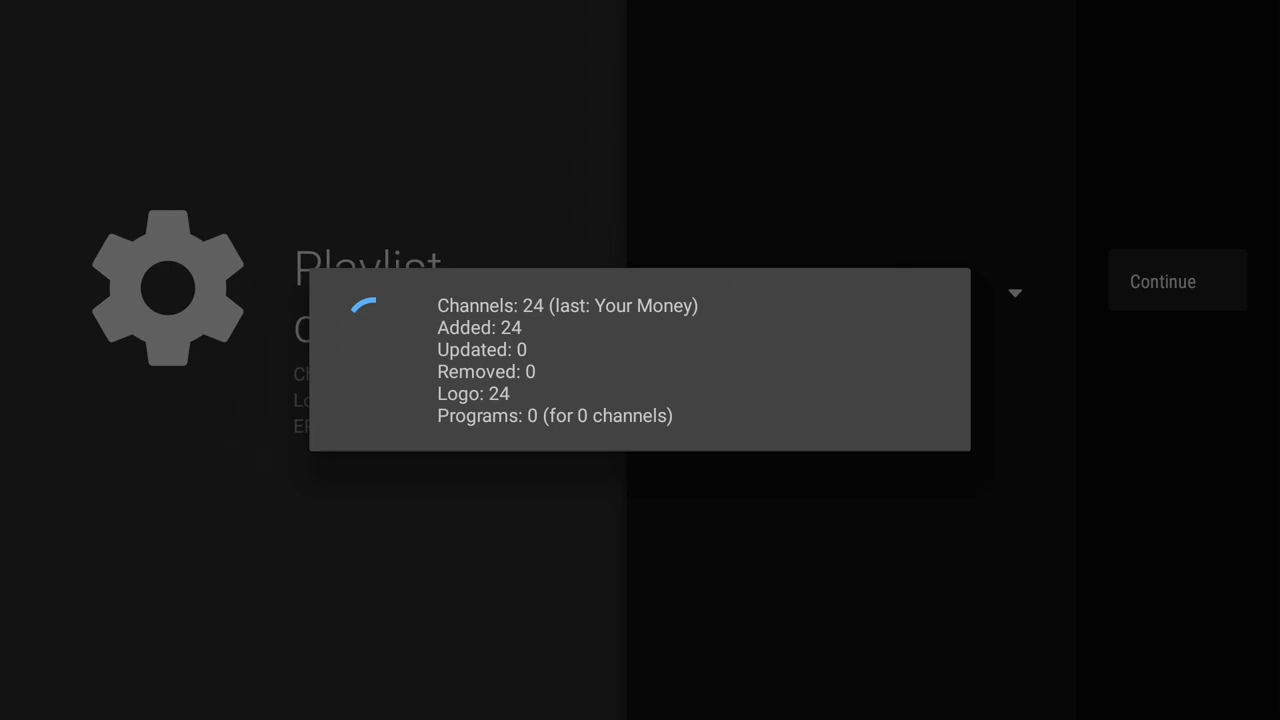 Playlist
Channels: 24 (last: Your Money)
Added: 24
Updated: 0
Removed: 0
Logo: 24
Programs: 0 (for 0 channels)
Continue